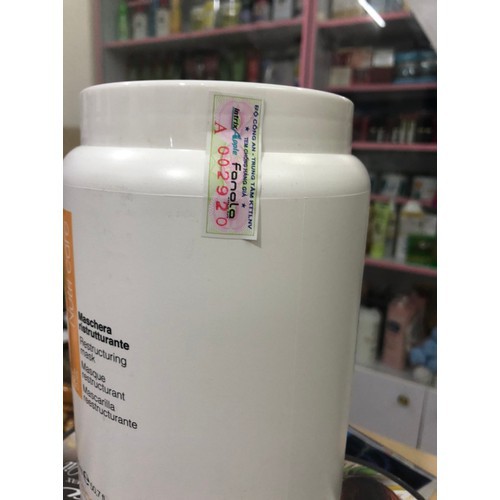 BỘ CÔNG AN - TRUNG TÂM KTTLNV
* TEM CHỐNG HÀNG GIẢ *
fanola
A 002920
Maschera
ristrutturante
Restructuring
mask
Masque
restructurant
Mascarilla
reestructurante